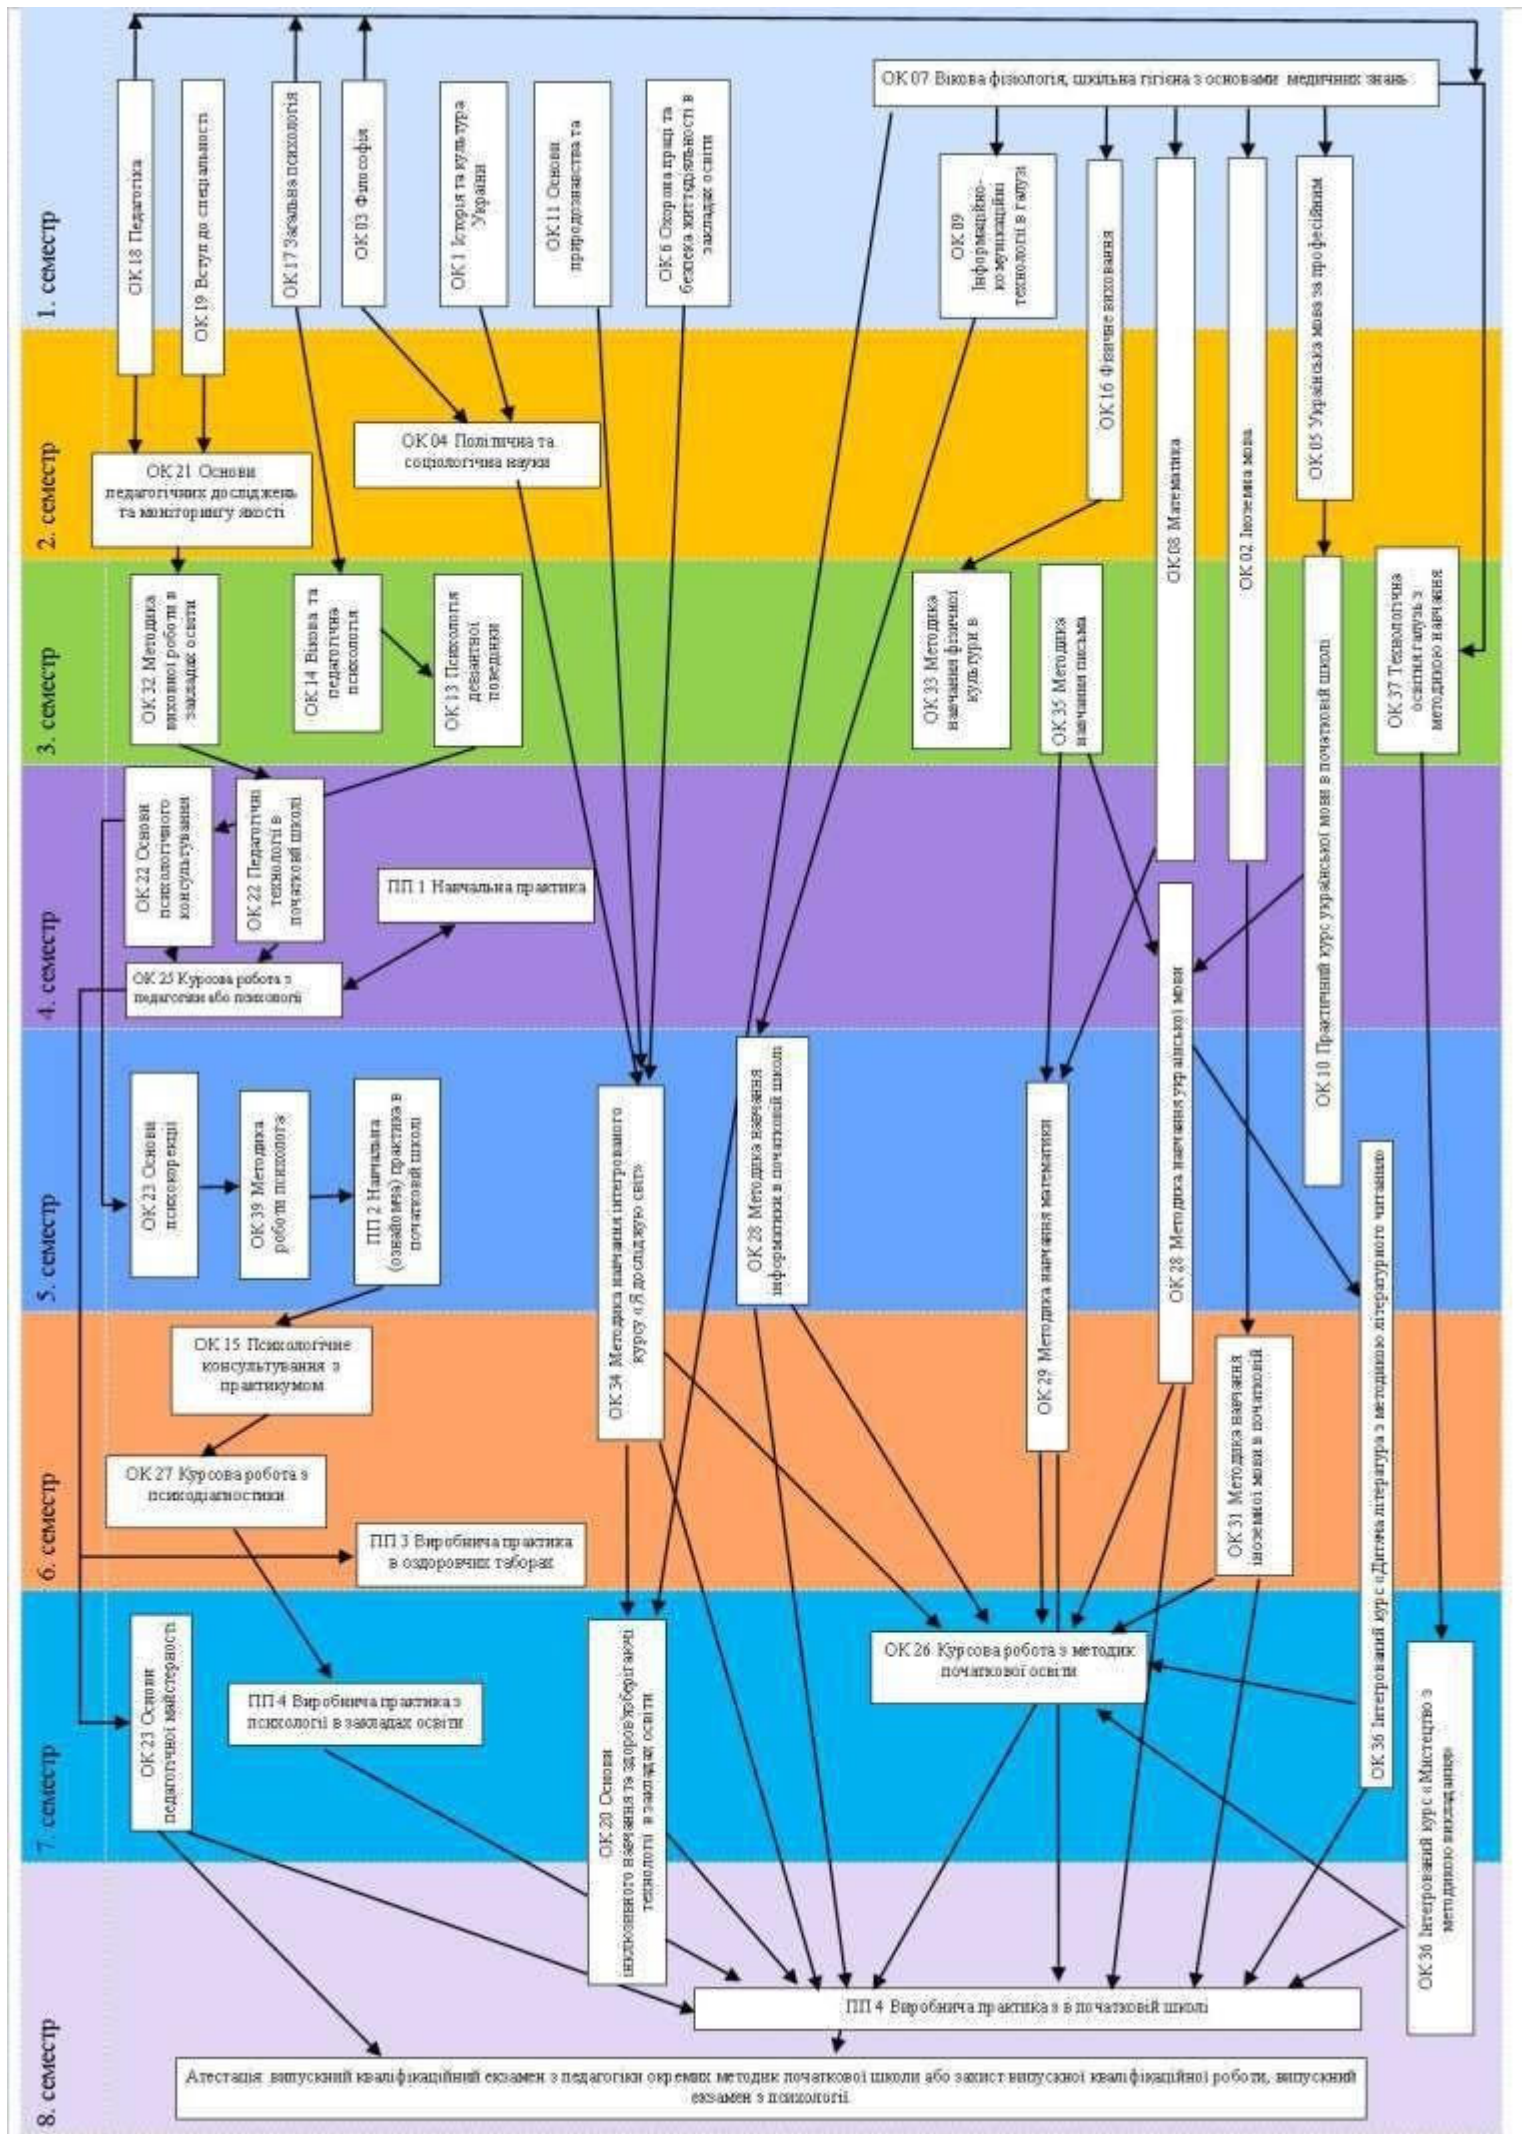 1. семестр
ОК 18 Педагогіка
ОК 19 Вступ до спеціальності
ОК 17 Загальна психологія
ОК 03 Філософія
ОК 1 Історія та культура
України
ОК 11 Основи
природознавства та
ОК 6 Охорона праці та
безпека життєдіяльності в
закладах освіти
ОК 07 Вікова фізіологія, шкільна гігієна з основами медичних знань
ОК 09
Інформаційно-
комунікаційні
технології в галузі
ОК 16 Фізичне виховання
ОК 08 Математика
ОК 02 Іноземна мова
ОК 05 Українська мова за професійним
2. семестр
ОК 21 Основи
педагогічних досліджень
та моніторингу якості
ОК 04 Політична та
соціологічна науки
3. семестр
ОК 32 Методика
виховної роботи в
закладах освіти
ОК 14 Вікова та
педагогічна
психологія
ОК 13 Психологія
девіантної
поведінки
ОК 33 Методика
навчання фізичної
культури в
ОК 35 Методика
навчання письма
ОК 10 Практичний курс української мови в початковій школі
ОК 37 Технологічна
освітня галузь з
методикою навчання
4. семестр
ОК 22 Основи
психологічного
консультування
ОК 22 Педагогічні
технології в
початковій школі
ПП 1 Навчальна практика
ОК 25 Курсова робота з
педагогіки або психології
ОК 28 Методика навчання української мови
5. семестр
ОК 23 Основи
психокорекції
ОК 39 Методика
роботи психолога
ПП 2 Навчальна
(ознайомча) практика в
початковій школі
ОК 34 Методика навчання інтегрованого
курсу «Я досліджую світ»
ОК 28 Методика навчання
інформатики в початковій школі
ОК 29 Методика навчання математики
ОК 36 Інтегрований курс «Дитяча література з методикою літературного читання»
6. семестр
ОК 15 Психологічне
консультування з
практикумом
ОК 27 Курсова робота з
психодіагностики
ПП 3 Виробнича практика
в оздоровчих таборах
ОК 31 Методика навчання
іноземної мови в початковій
7. семестр
ОК 23 Основи
педагогічної майстерності
ПП 4 Виробнича практика з
психології в закладах освіти
ОК 20 Основи
інклюзивного навчання та здоров'язберігаючі
технології в закладах освіти
ОК 26 Курсова робота з методик
початкової освіти
ОК 36 Інтегрований курс «Мистецтво з
методикою викладання»
8. семестр
ПП 4 Виробнича практика з в початковій школі
Атестація: випускний кваліфікаційний екзамен з педагогіки окремих методик початкової школи або захист випускної кваліфікаційної роботи, випускний
екзамен з психології.